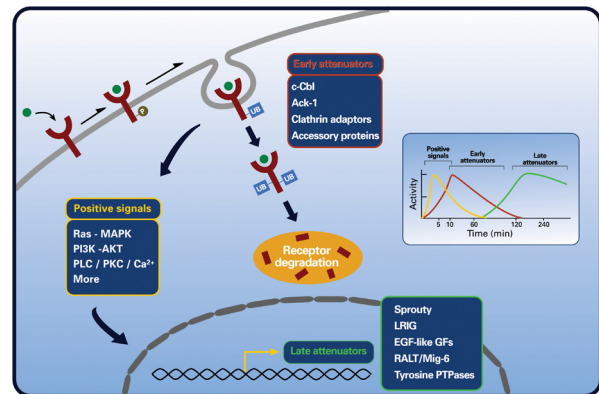 Early attenuators
c-Cbl
Ack-1
Clathrin adaptors
Accessory proteins
P
UB
UB
UB
Positive signals
Early attenuators
Late attenuators
Activity
5 10 120 240
Time (min)
Positive signals
Ras - MAPK
PI3K -AKT
PLC / PKC / Ca²⁺
More
Receptor
degradation
Late attenuators
Sprouty
LRIG
EGF-like GFs
RALT/Mig-6
Tyrosine PTPases